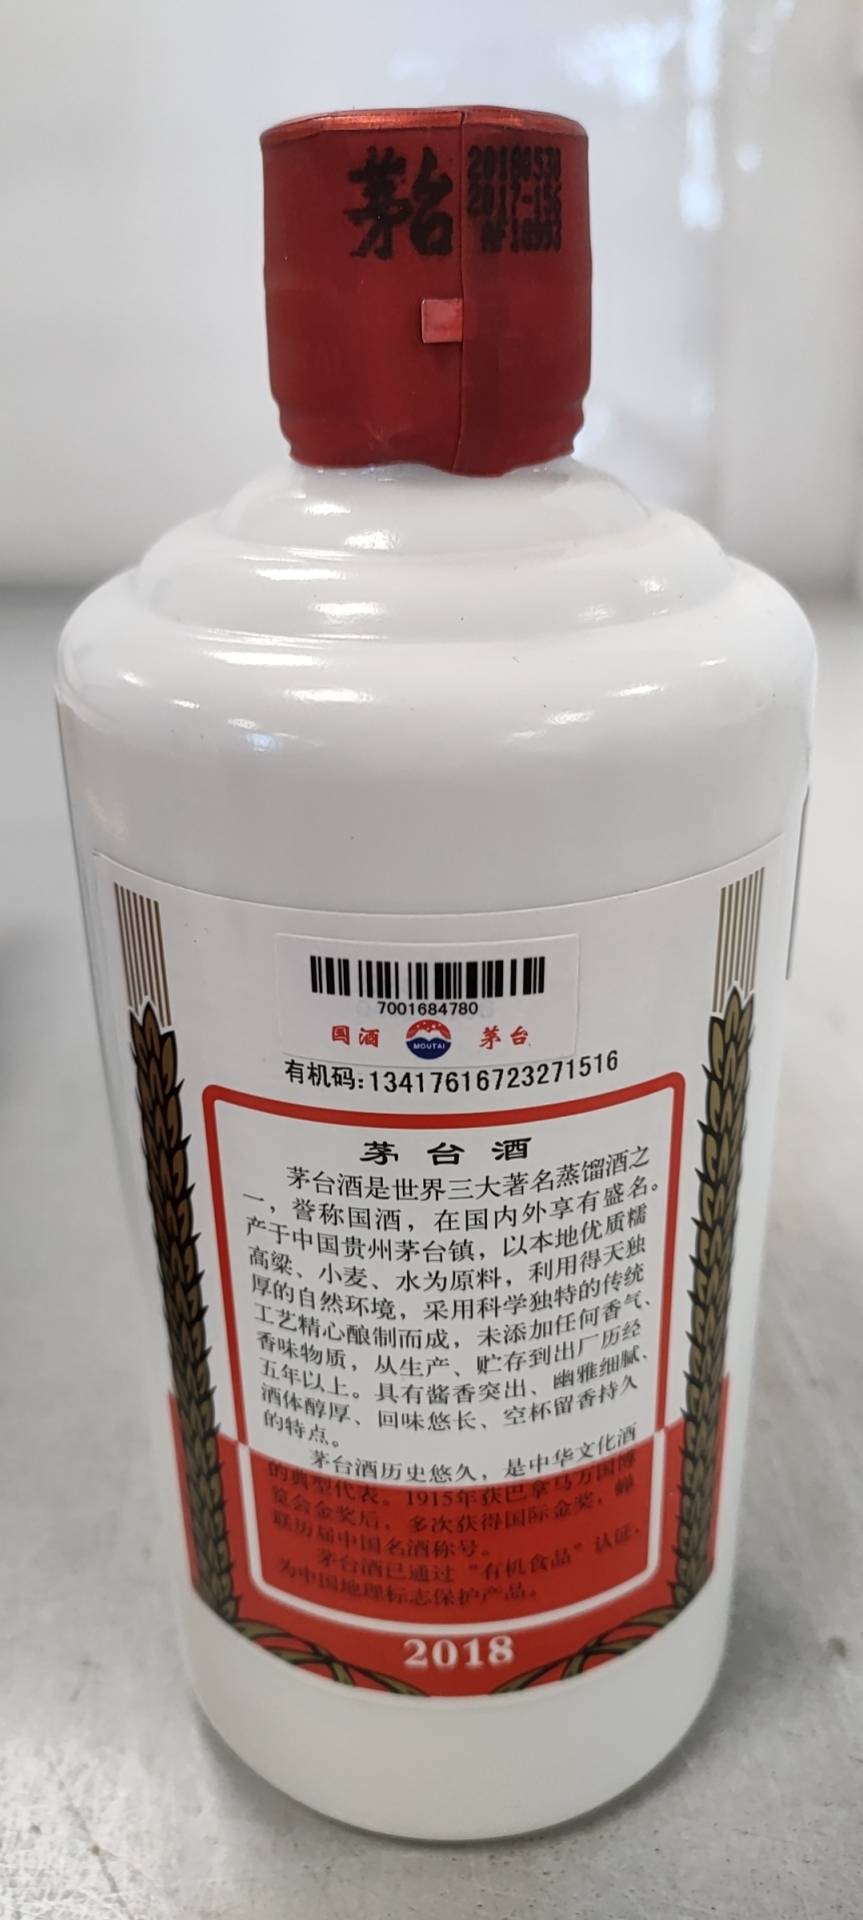 茅台
20180530
2017-156
7001684780
国酒 MOUTAI 茅台
有机码:13417616723271516
茅台酒
茅台酒是世界三大著名蒸馏酒之
一，誉称国酒，在国内外享有盛名。
产于中国贵州茅台镇，以本地优质糯
高粱、小麦、水为原料，利用得天独
厚的自然环境，采用科学独特的传统
工艺精心酿制而成，未添加任何香气、
香味物质，从生产、贮存到出厂历经
五年以上。具有酱香突出、幽雅细腻、
酒体醇厚、回味悠长、空杯留香持久
的特点。
茅台酒历史悠久，是中华文化酒
的典型代表。1915年获巴拿马万国博
览会金奖后，多次获得国际金奖，蝉
联历届中国名酒称号。
茅台酒已通过“有机食品”认证，
为中国地理标志保护产品。
2018